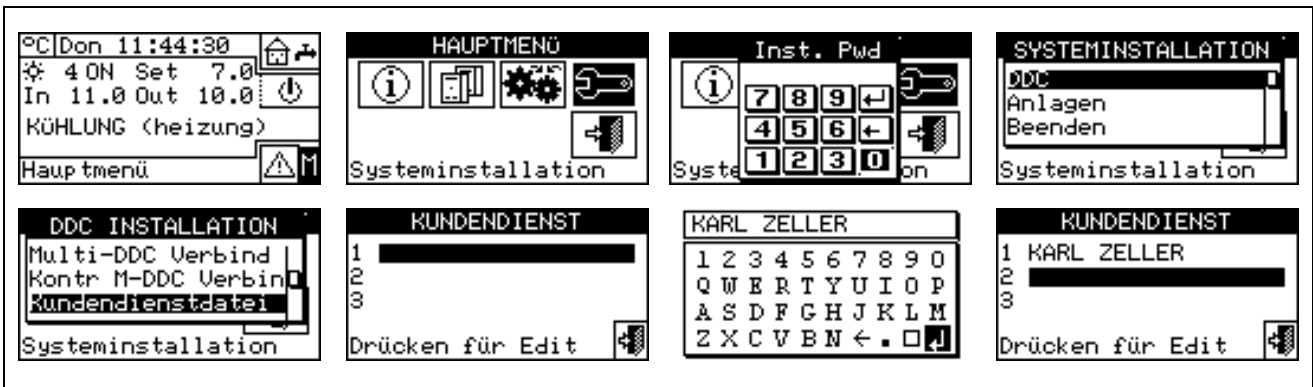 °C Don 11:44:30
4 ON Set 7.0
In 11.0 Out 10.0
KÜHLUNG (heizung)
Hauptmenü M
HAUPTMENÜ
i
Systeminstallation
Inst. Pwd
i
7 8 9 ↵
4 5 6 ←
1 2 3 0
Syste on
SYSTEMINSTALLATION
DDC
Anlagen
Beenden
Systeminstallation
DDC INSTALLATION
Multi-DDC Verbind
Kontr M-DDC Verbin
Kundendienstdatei
Systeminstallation
KUNDENDIENST
1
2
3
Drücken für Edit
KARL ZELLER
1 2 3 4 5 6 7 8 9 0
Q W E R T Y U I O P
A S D F G H J K L M
Z X C V B N ← . □ ↵
KUNDENDIENST
1 KARL ZELLER
2
3
Drücken für Edit